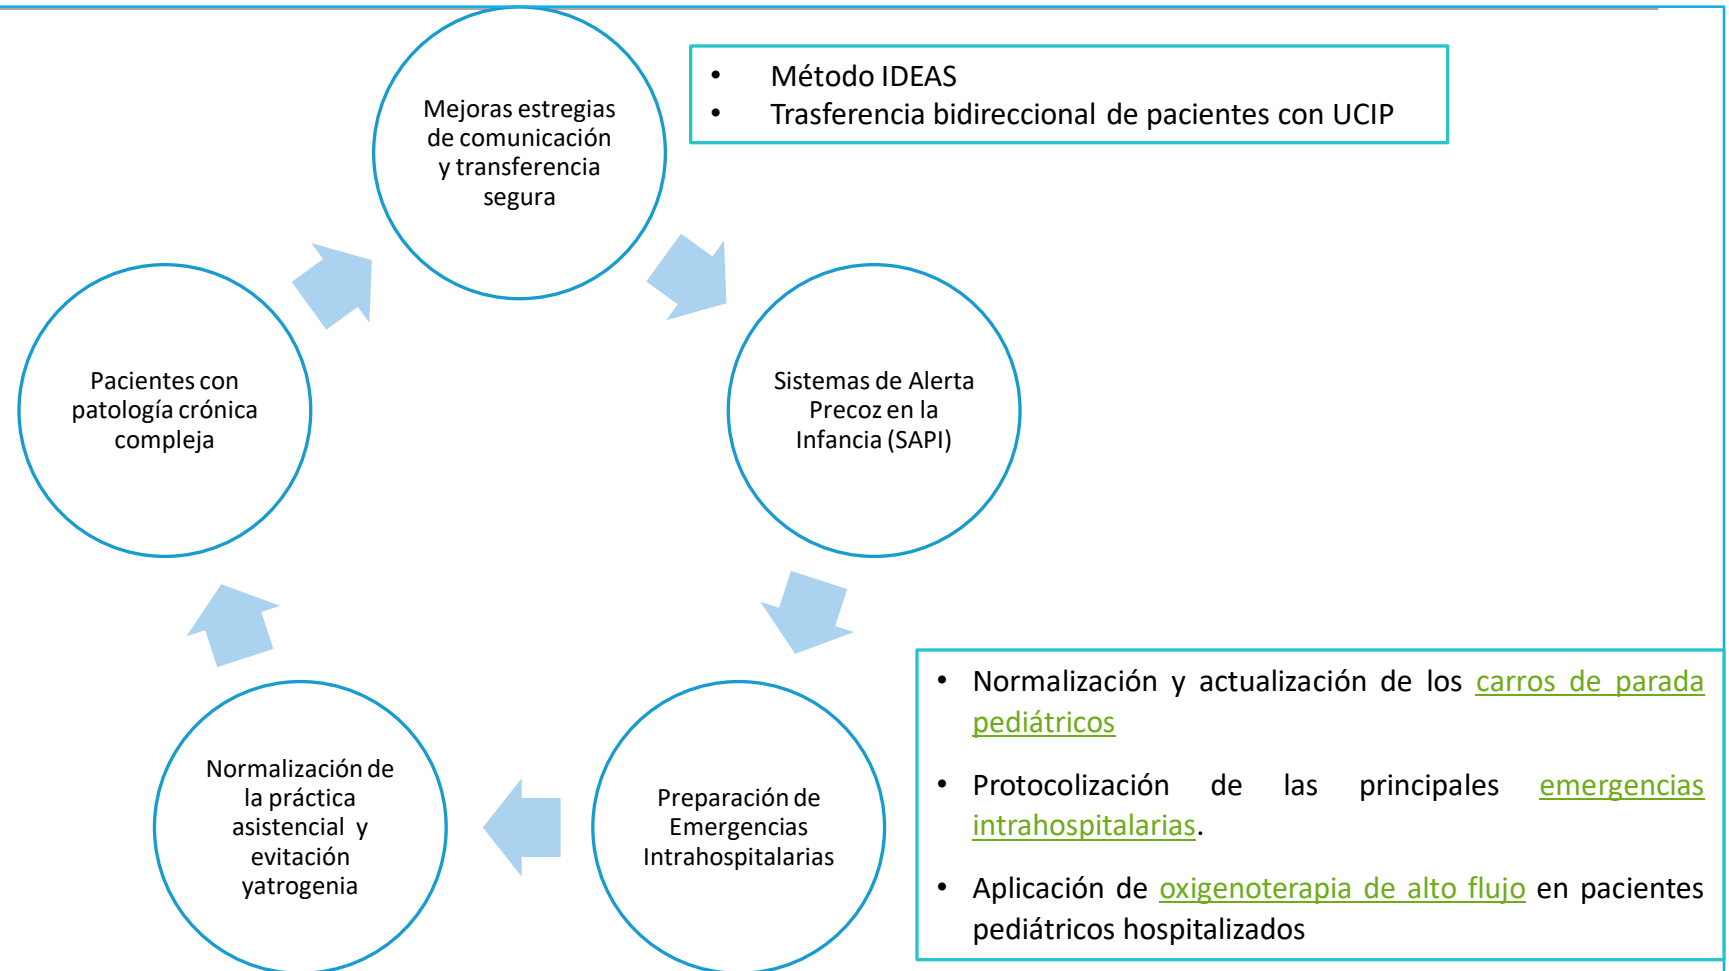 Mejoras estregias
de comunicación
y transferencia
segura
• Método IDEAS
• Trasferencia bidireccional de pacientes con UCIP
Pacientes con
patología crónica
compleja
Sistemas de Alerta
Precoz en la
Infancia (SAPI)
Normalización de
la práctica
asistencial y
evitación
yatrogenia
Preparación de
Emergencias
Intrahospitalarias
• Normalización y actualización de los carros de parada
pediátricos
• Protocolización de las principales emergencias
intrahospitalarias.
• Aplicación de oxigenoterapia de alto flujo en pacientes
pediátricos hospitalizados